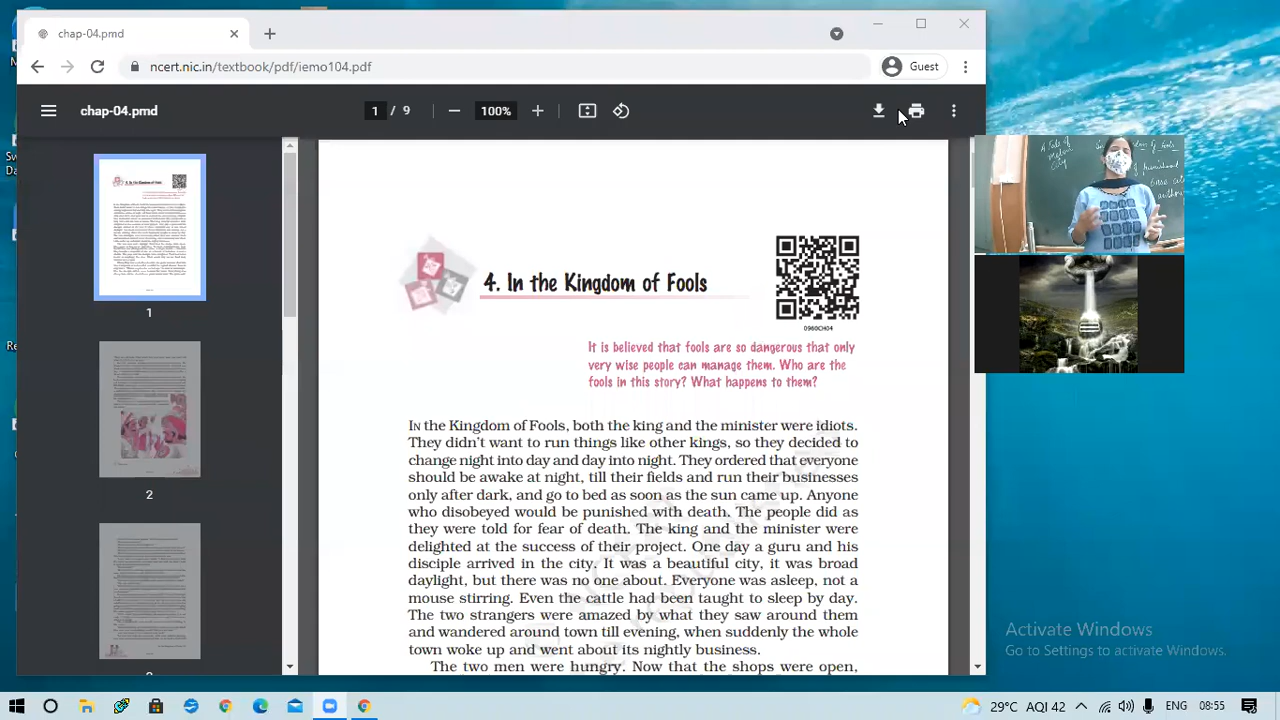 chap-04.pmd
ncert.nic.in/textbook/pdf/iemo104.pdf
Guest
chap-04.pmd
1 / 9
100%
4. In the Kingdom of Fools
0960CH04
It is believed that fools are so dangerous that only
very wise people can manage them. Who are the
fools in this story? What happens to them?
IN the Kingdom of Fools, both the king and the minister were idiots.
They didn't want to run things like other kings, so they decided to
change night into day and day into night. They ordered that everyone
should be awake at night, till their fields and run their businesses
only after dark, and go to bed as soon as the sun came up. Anyone
who disobeyed would be punished with death. The people did as
they were told for fear of death. The king and the minister were
delighted at the success of their project. One day a guru and his
disciple arrived in the city. It was a beautiful city, it was broad
daylight, but there was no one about. Everyone was asleep, not a
mouse stirring. Even the cattle had been taught to sleep by day.
The two strangers were amazed by what they saw around them
and wandered around town till evening, when suddenly the whole
town woke up and went about its nightly business.
The two men were hungry. Now that the shops were open,
1
2
4. In the Kingdom of Fools
A Tale of
City
of Fools
Activate Windows
Go to Settings to activate Windows.
29°C AQI 42
ENG
08:55